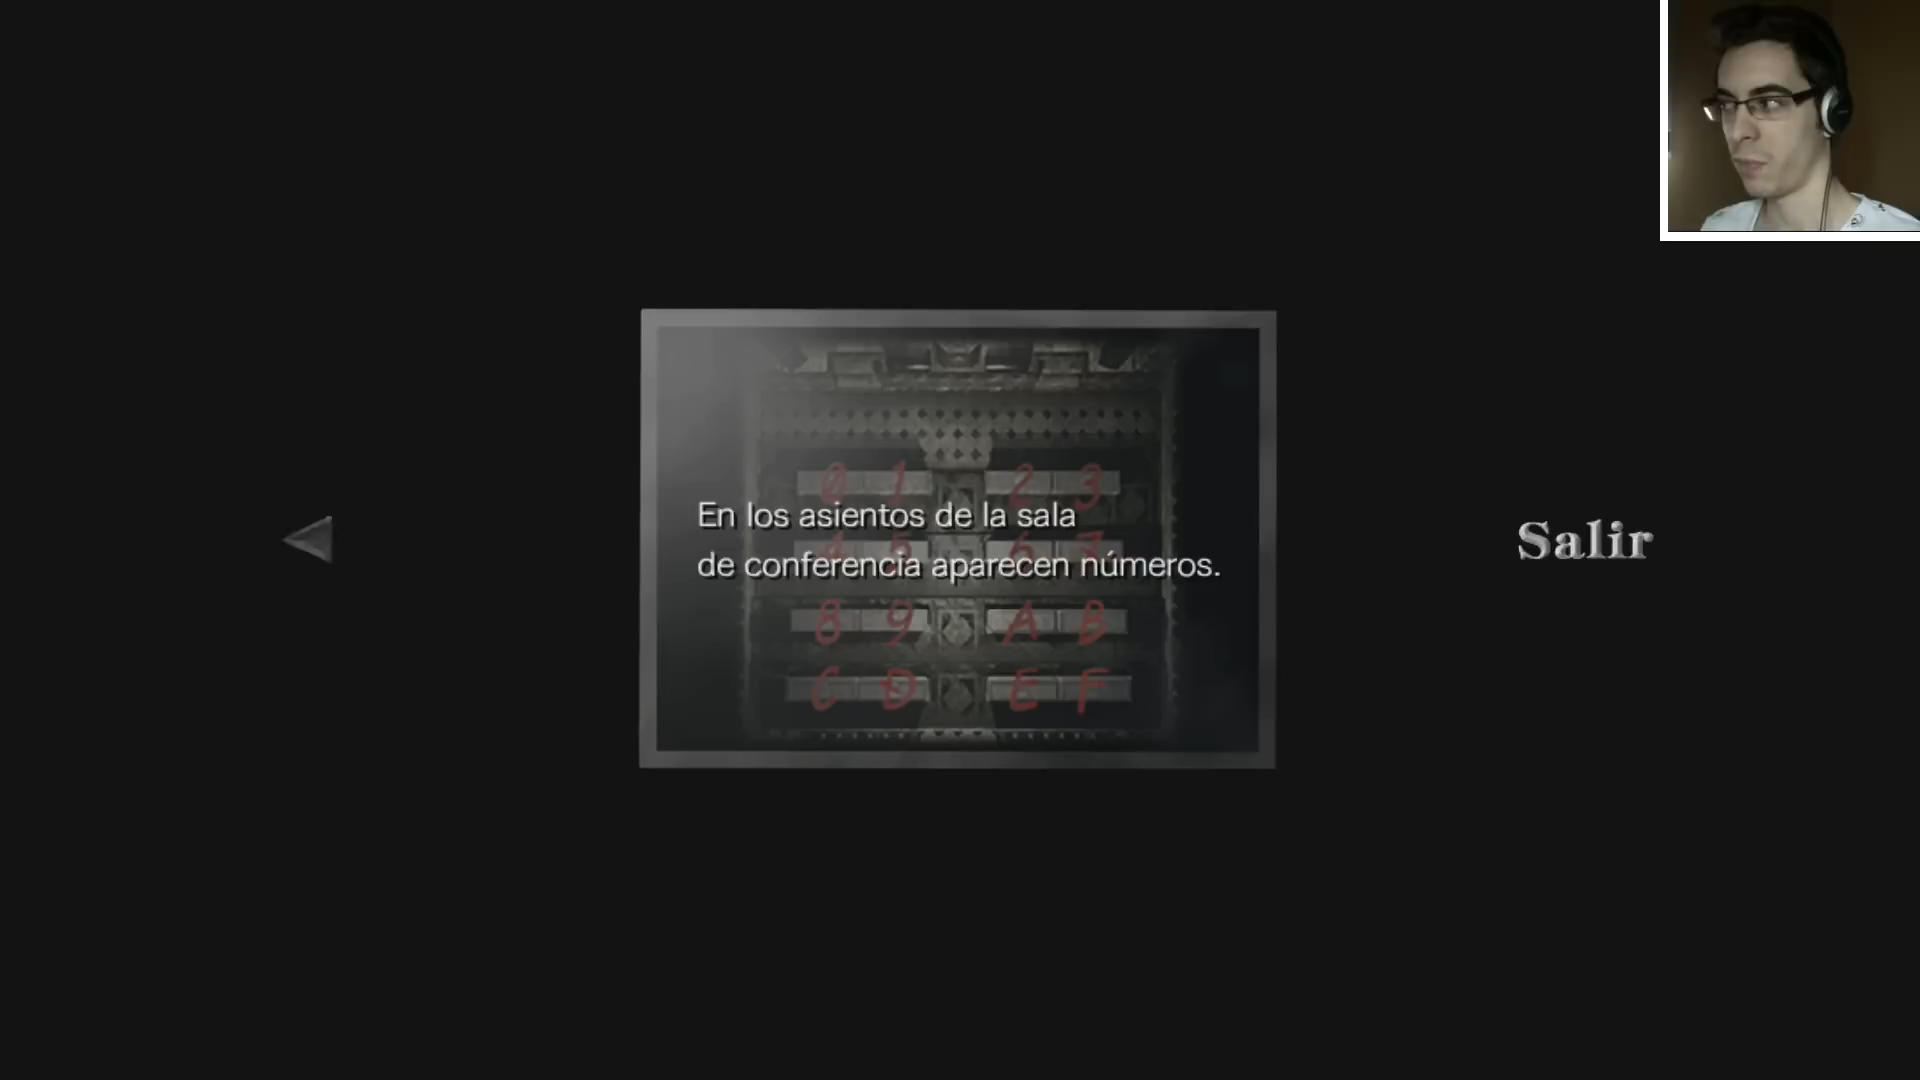 0 1 2 3
En los asientos de la sala
4 5 6 7
de conferencia aparecen números.
8 9 A B
C D E F
Salir